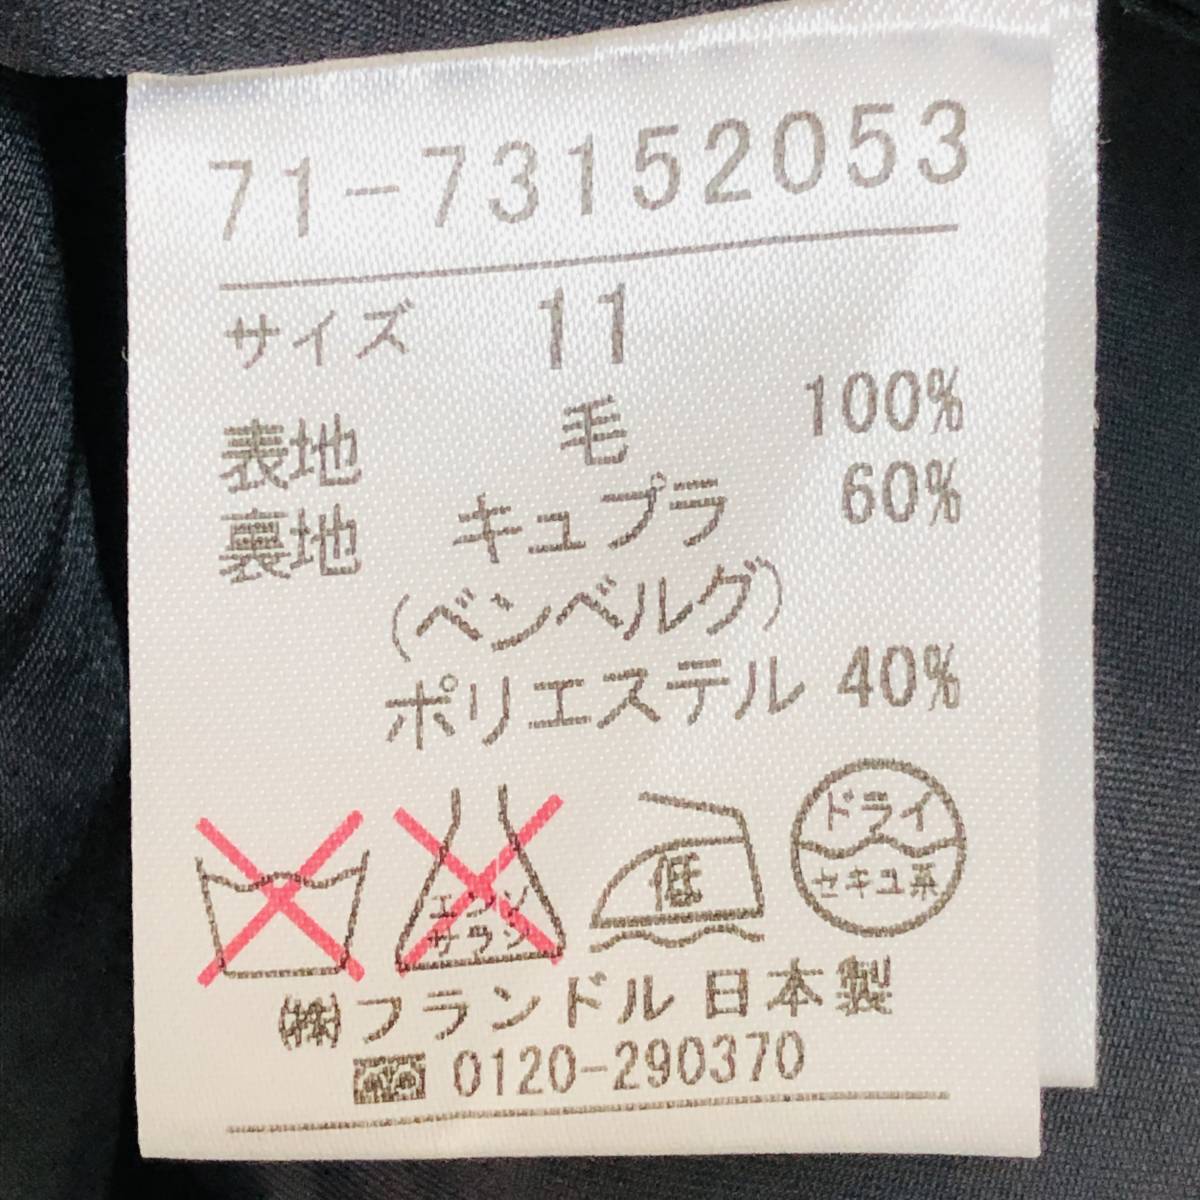 71-73152053
サイズ 11
表地 毛 100%
裏地 キュプラ 60%
(ベンベルグ)
ポリエステル 40%
エンソ
サラシ
低
ドライ
セキユ系
㈱フランドル 日本製
0120-290370